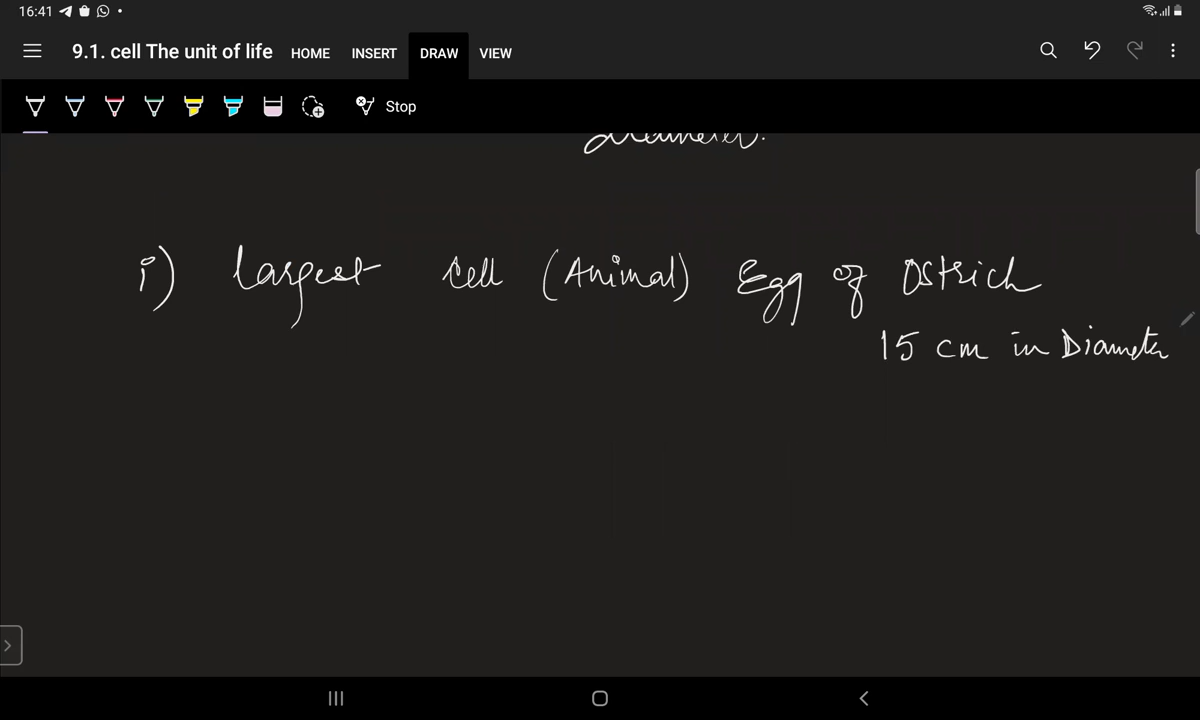 16:41
9.1. cell The unit of life HOME INSERT DRAW VIEW
Stop
Diameter.
i) largest cell (Animal) Egg of Ostrich
15 cm in Diameter